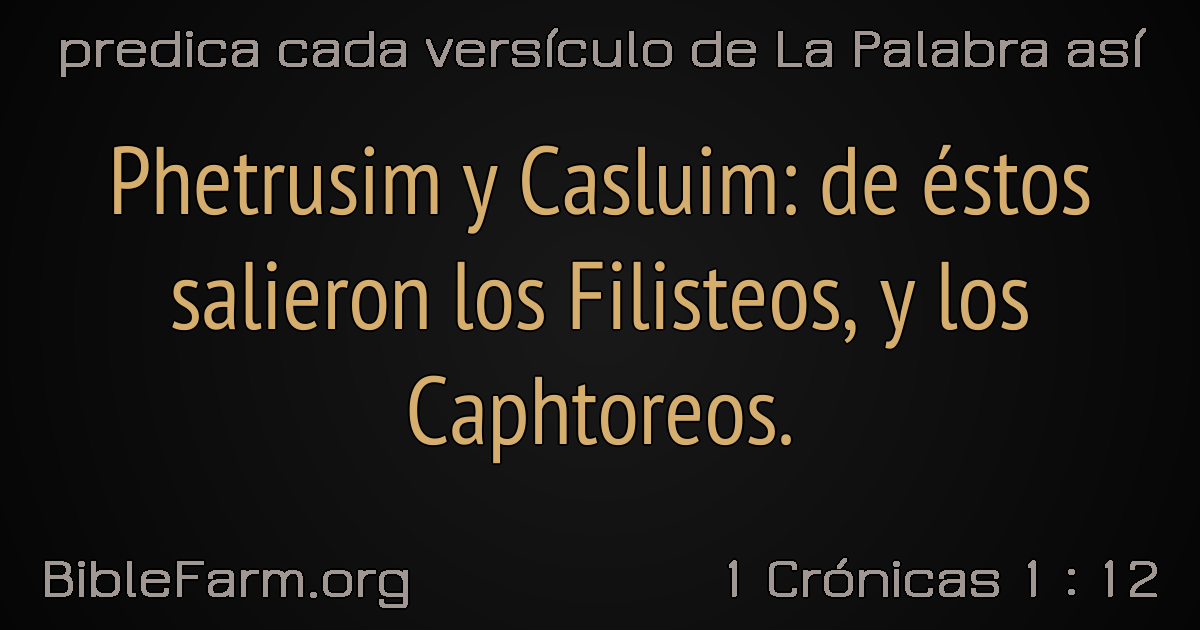 predica cada versículo de La Palabra así
Phetrusim y Casluim: de éstos
salieron los Filisteos, y los
Caphtoreos.
BibleFarm.org
1 Crónicas 1 : 12